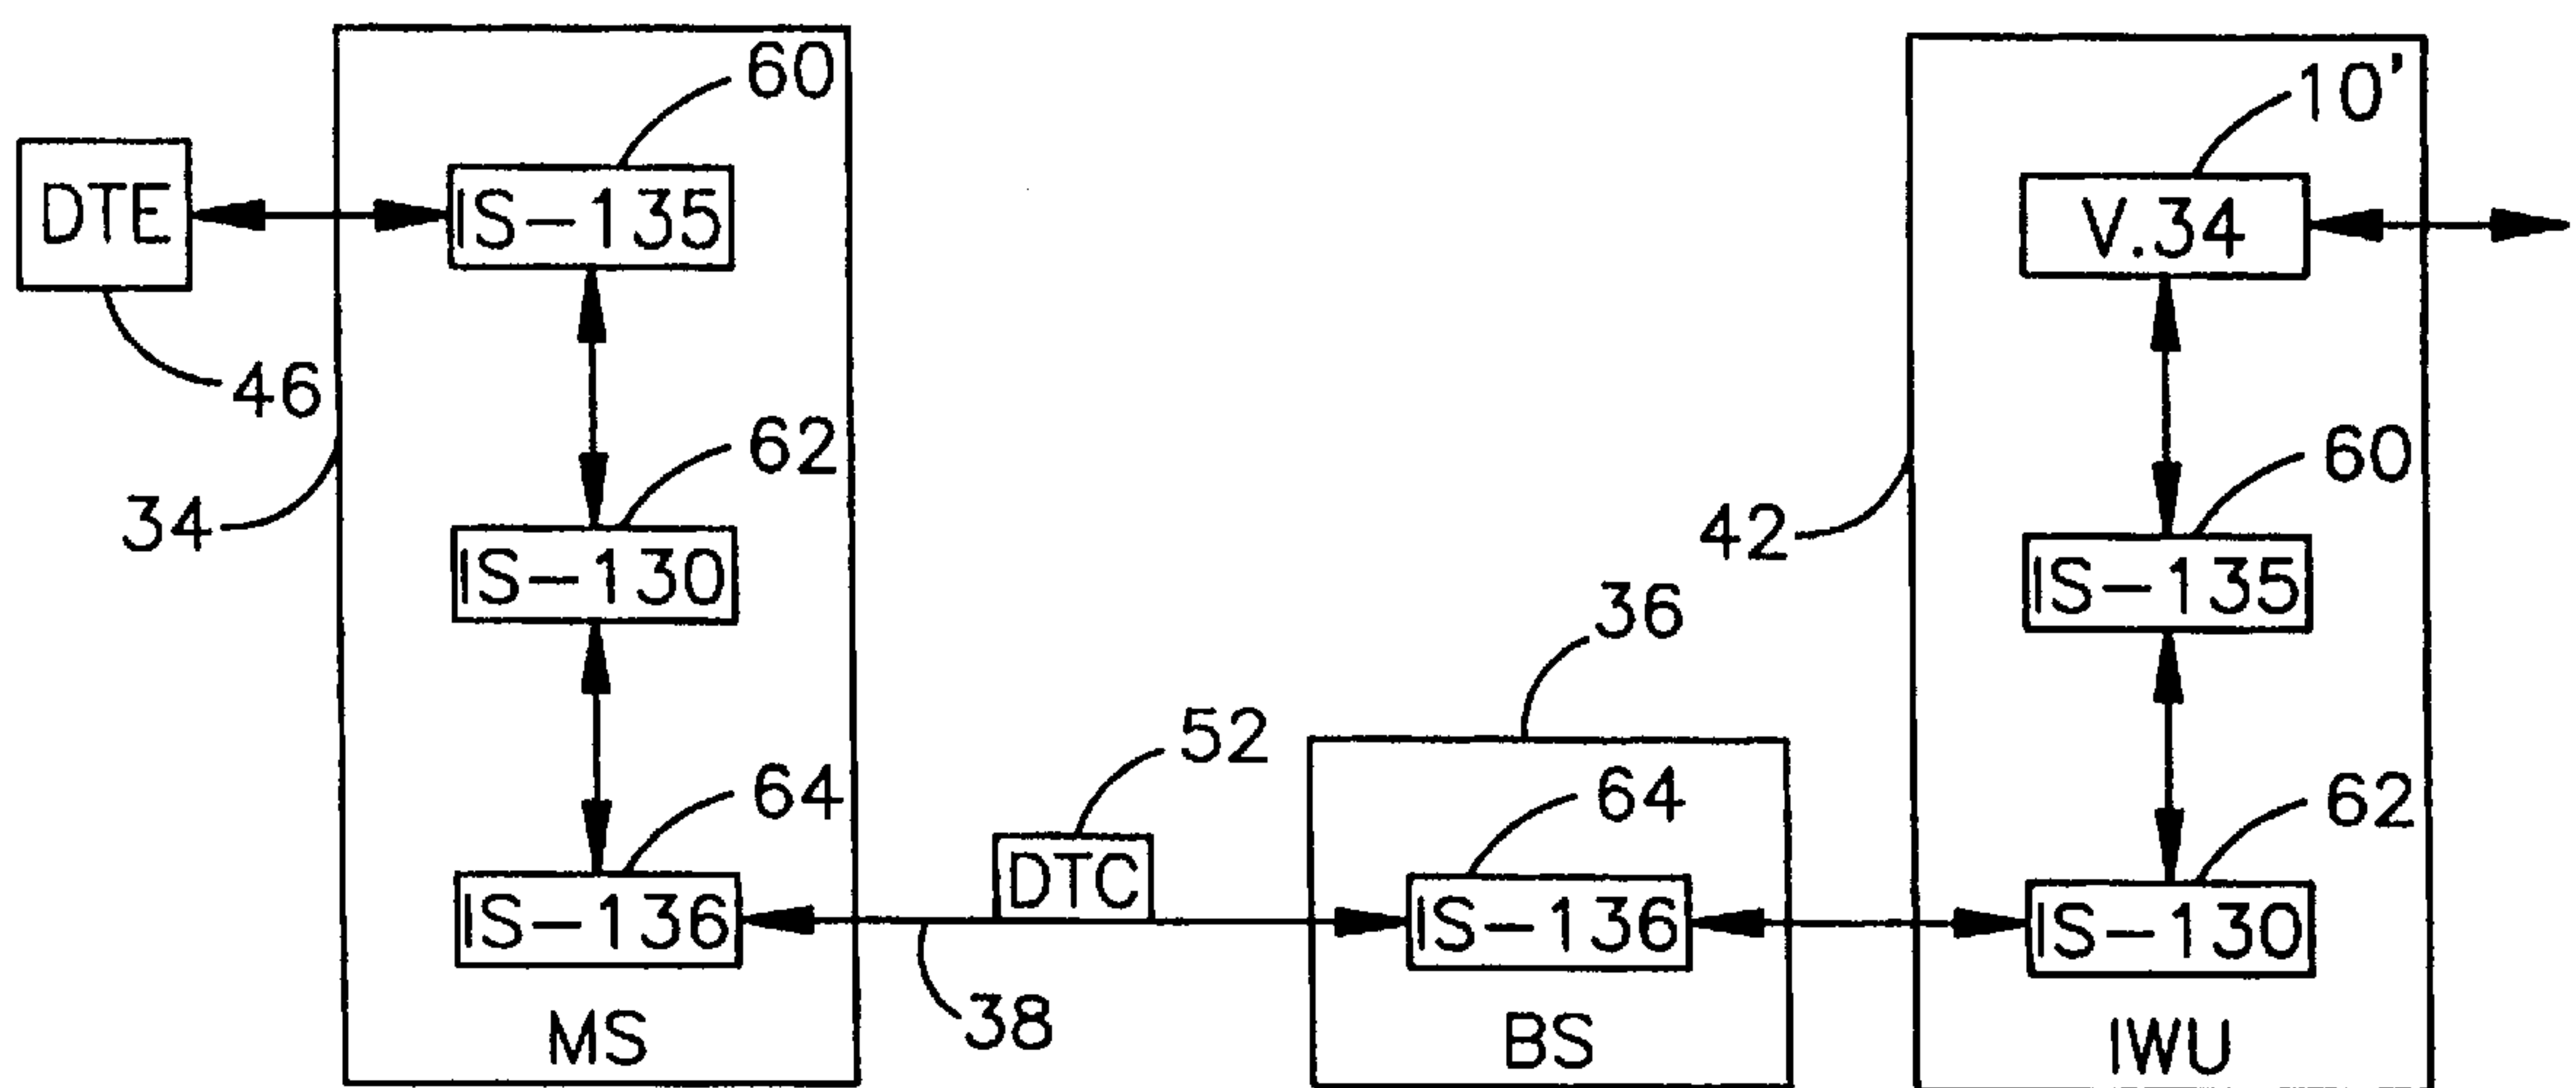 60
10'
DTE
IS-135
V.34
46
62
60
34
42
IS-130
IS-135
36
52
64
64
62
DTC
IS-136
IS-136
IS-130
38
MS
BS
IWU